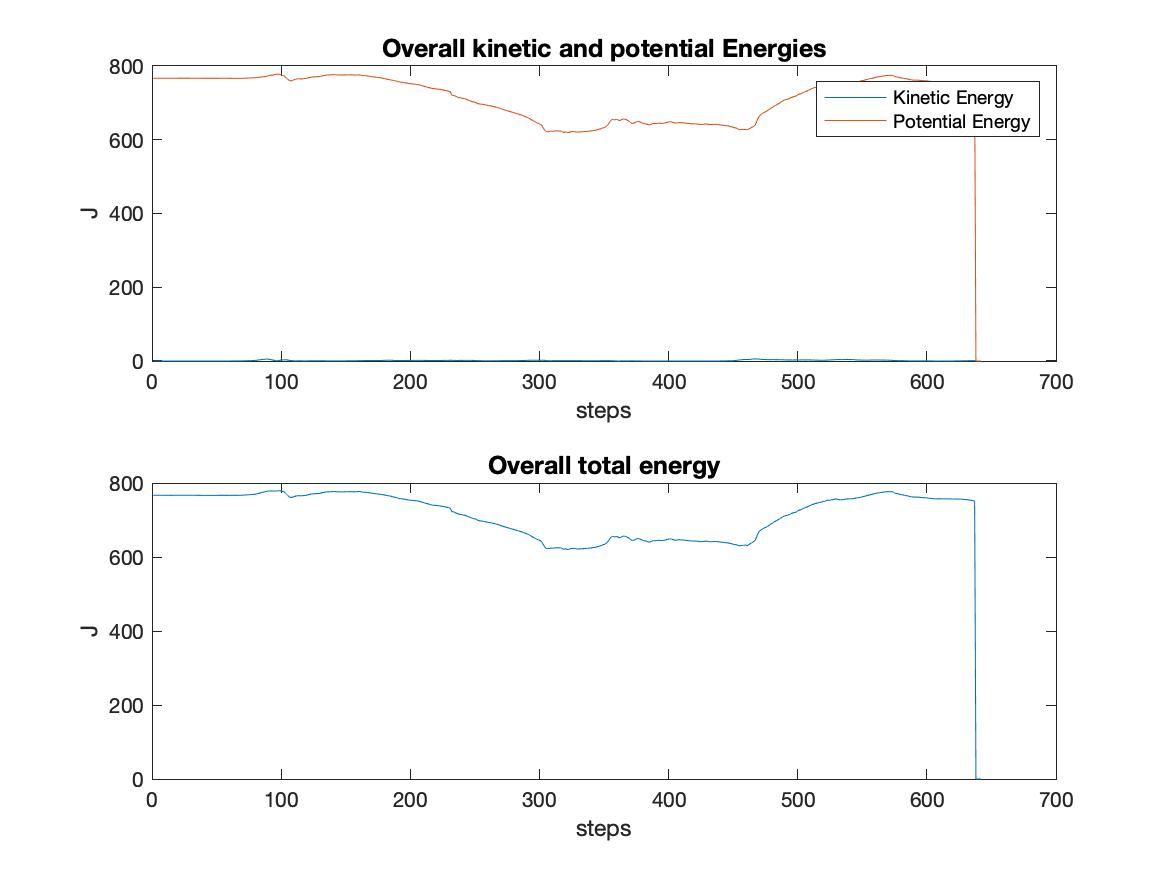 Overall kinetic and potential Energies
800
600
400
200
0
J
Kinetic Energy
Potential Energy
0 100 200 300 400 500 600 700
steps
Overall total energy
800
600
400
200
0
J
0 100 200 300 400 500 600 700
steps